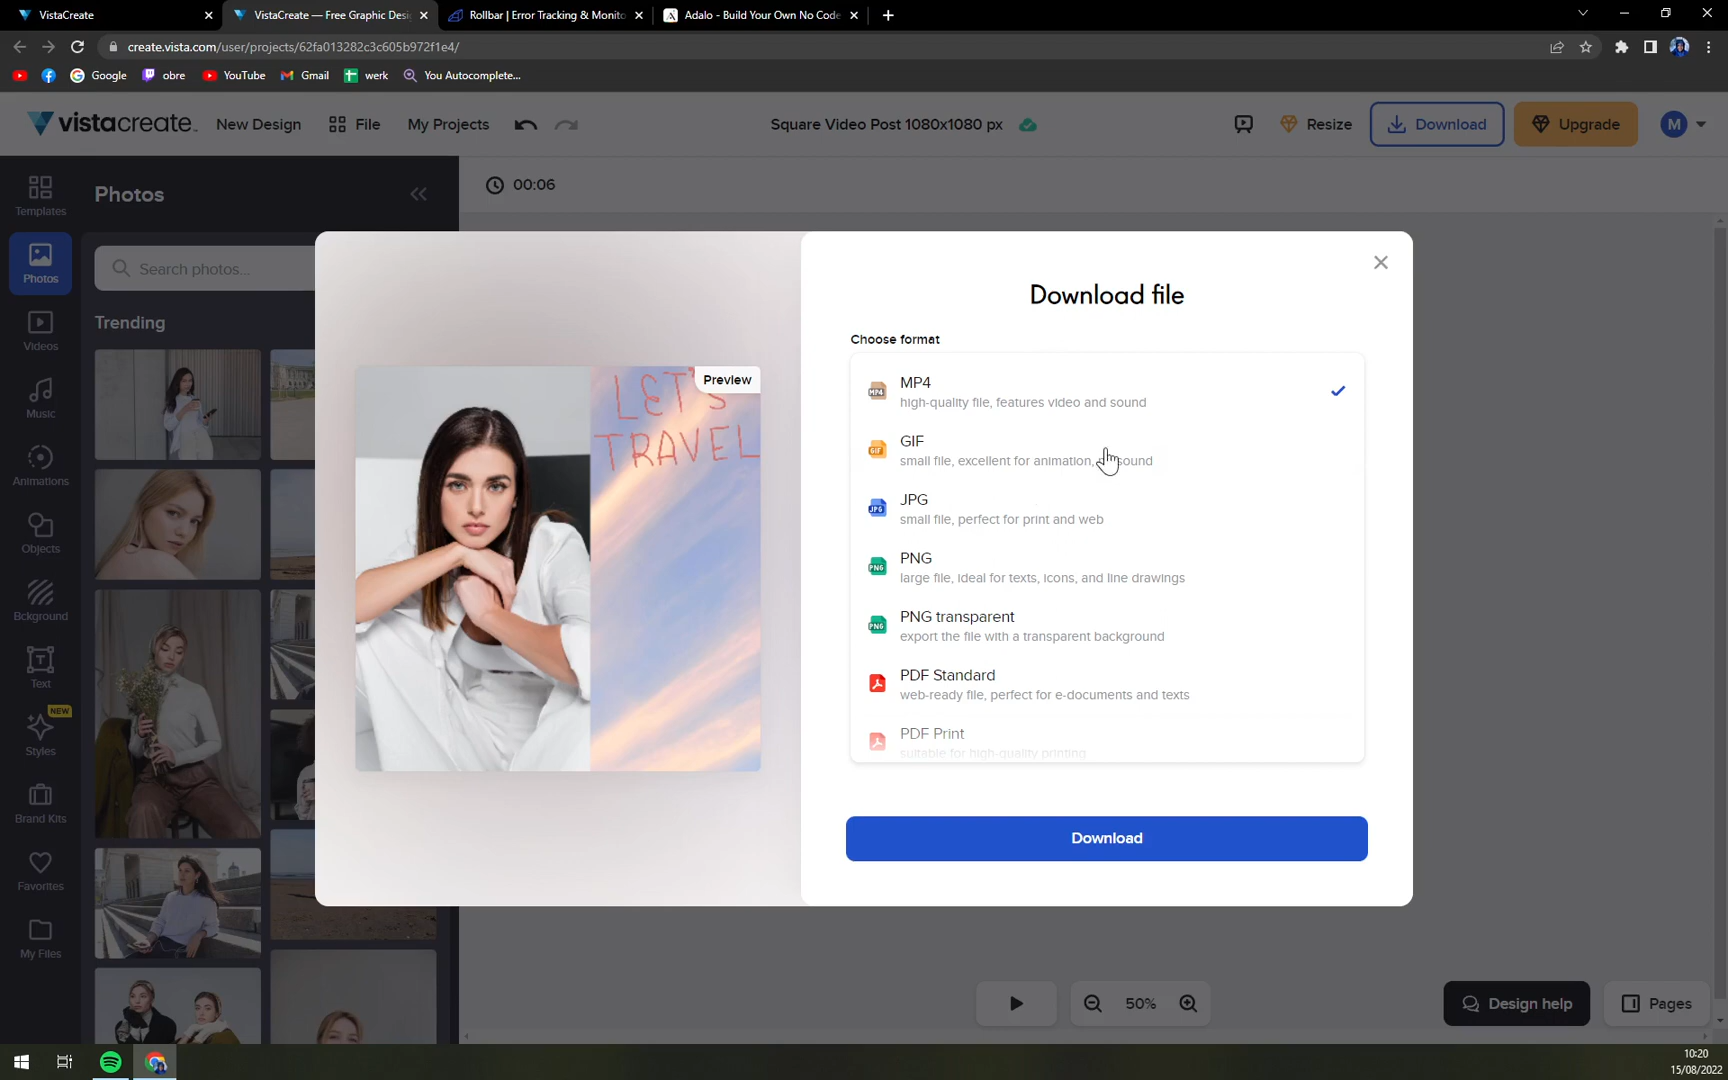 VistaCreate
VistaCreate — Free Graphic Desi
Rollbar | Error Tracking & Monito
Adalo - Build Your Own No Code
create.vista.com/user/projects/62fa013282c3c605b972f1e4/
Google
obre
YouTube
Gmail
werk
You Autocomplete...
vistacreate
New Design
File
My Projects
Square Video Post 1080x1080 px
Resize
Download
Upgrade
M
Templates
Photos
Videos
Music
Animations
Objects
Bckground
Text
NEW
Styles
Brand Kits
Favorites
My Files
Photos
Search photos...
Trending
00:06
Preview
LET'S
TRAVEL
Download file
Choose format
MP4
high-quality file, features video and sound
GIF
small file, excellent for animation, sound
JPG
small file, perfect for print and web
PNG
large file, ideal for texts, icons, and line drawings
PNG transparent
export the file with a transparent background
PDF Standard
web-ready file, perfect for e-documents and texts
PDF Print
suitable for high-quality printing
Download
50%
Design help
Pages
10:20
15/08/2022